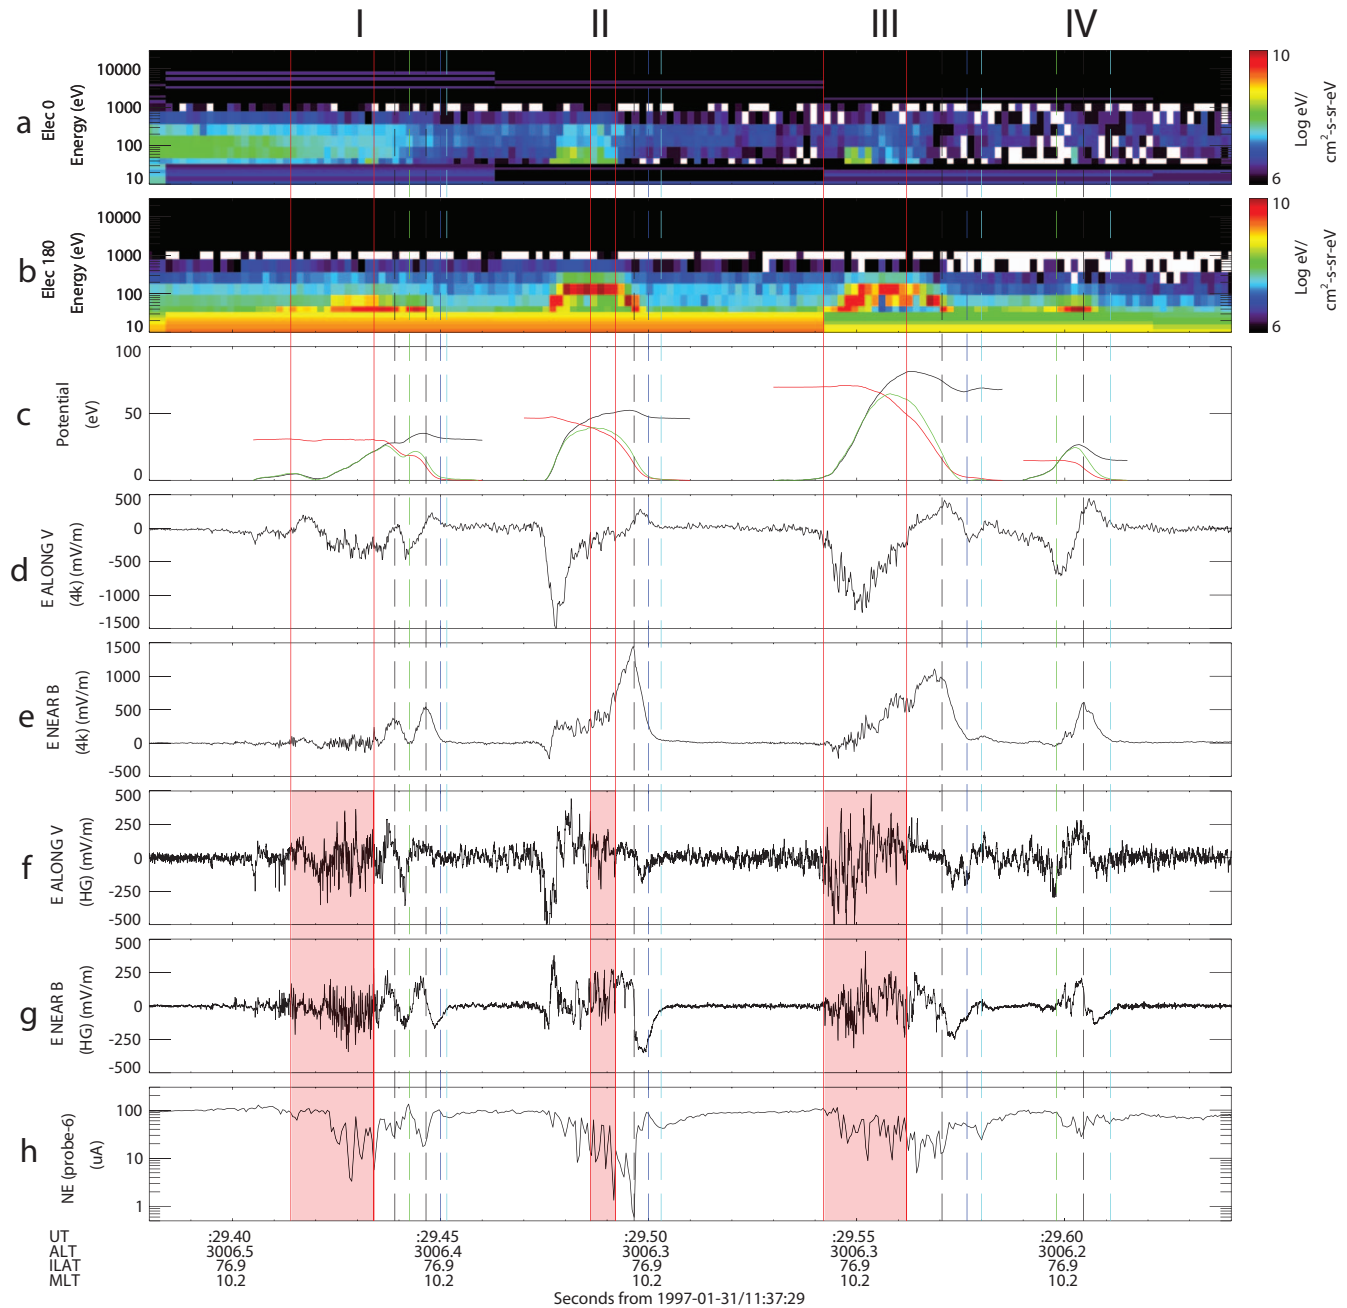 I II III IV
a
Elec 0
Energy (eV)
10000
1000
100
10
10
6
Log eV/
cm2-s-sr-eV
b
Elec 180
Energy (eV)
10000
1000
100
10
10
6
Log eV/
cm2-s-sr-eV
c
Potential
(eV)
100
50
0
d
E ALONG V
(4k) (mV/m)
500
0
-500
-1000
-1500
e
E NEAR B
(4k) (mV/m)
1500
1000
500
0
-500
f
E ALONG V
(HG) (mV/m)
500
250
0
-250
-500
g
E NEAR B
(HG) (mV/m)
500
250
0
-250
-500
h
NE (probe-6)
(uA)
100
10
1
UT :29.40 :29.45 :29.50 :29.55 :29.60
ALT 3006.5 3006.4 3006.3 3006.3 3006.2
ILAT 76.9 76.9 76.9 76.9 76.9
MLT 10.2 10.2 10.2 10.2 10.2
Seconds from 1997-01-31/11:37:29